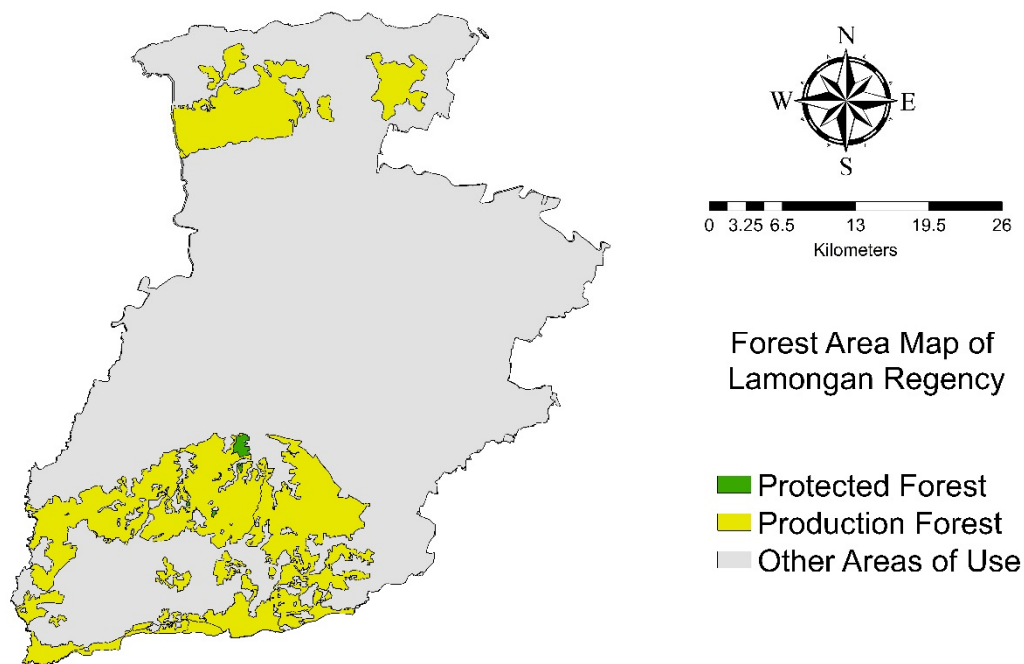 N
W E
S
0 3.25 6.5 13 19.5 26
Kilometers
Forest Area Map of
Lamongan Regency
Protected Forest
Production Forest
Other Areas of Use